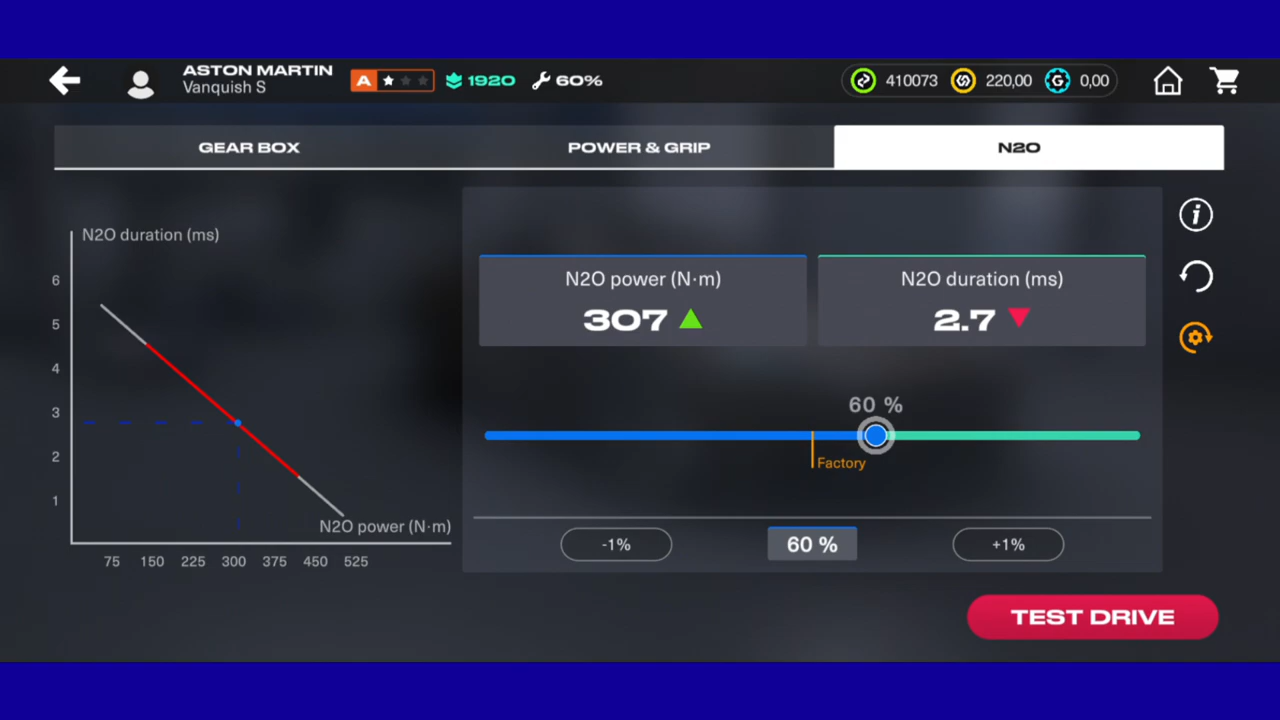 ASTON MARTIN
Vanquish S
A
1920
60%
410073
220,00
G 0,00
GEAR BOX
POWER & GRIP
N2O
N2O duration (ms)
6
5
4
3
2
1
N2O power (N·m)
75 150 225 300 375 450 525
N2O power (N·m)
307
N2O duration (ms)
2.7
60 %
Factory
-1%
60 %
+1%
i
TEST DRIVE